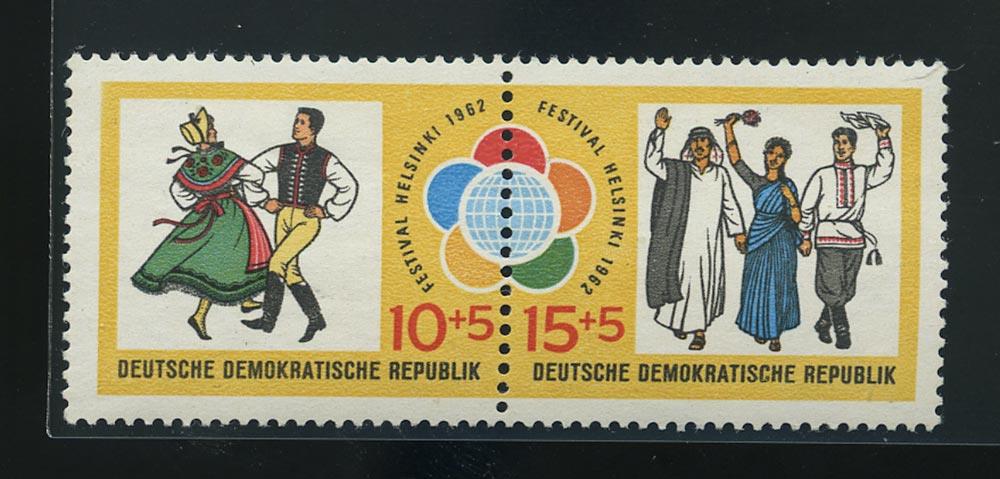 FESTIVAL HELSINKI 1962
10+5
DEUTSCHE DEMOKRATISCHE REPUBLIK
FESTIVAL HELSINKI 1962
15+5
DEUTSCHE DEMOKRATISCHE REPUBLIK